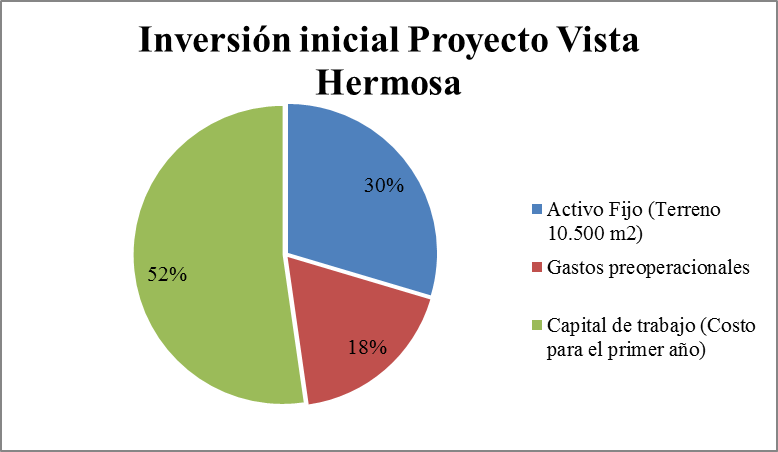 Inversión inicial Proyecto Vista
Hermosa
30%
18%
52%
Activo Fijo (Terreno
10.500 m2)
Gastos preoperacionales
Capital de trabajo (Costo
para el primer año)